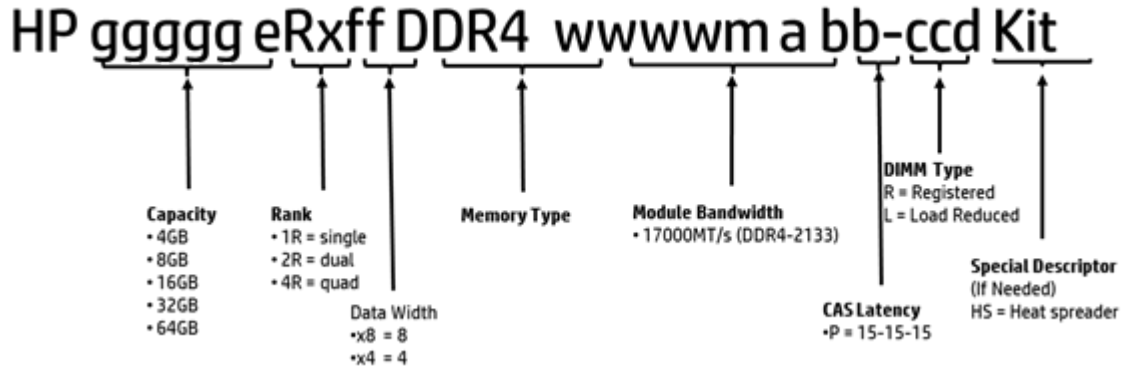 HP ggggg eRxff DDR4 wwwwwm a bb-ccd Kit
DIMM Type
R = Registered
L = Load Reduced
Capacity
• 4GB
• 8GB
• 16GB
• 32GB
• 64GB
Rank
• 1R = single
• 2R = dual
• 4R = quad
Memory Type
Module Bandwidth
• 17000MT/s (DDR4-2133)
Special Descriptor
(If Needed)
HS = Heat spreader
Data Width
•x8 = 8
•x4 = 4
CAS Latency
•P = 15-15-15